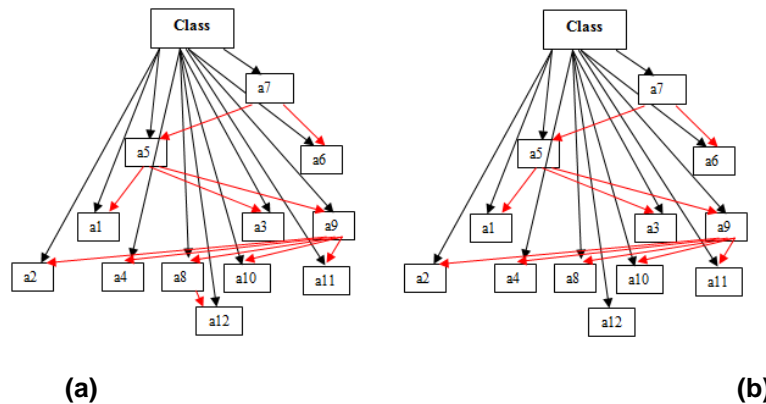 Class Class
a7 a7
a5 a6 a5 a6
a1 a3 a9 a1 a3 a9
a2 a4 a8 a10 a11 a2 a4 a8 a10 a11
a12 a12
(a) (b)